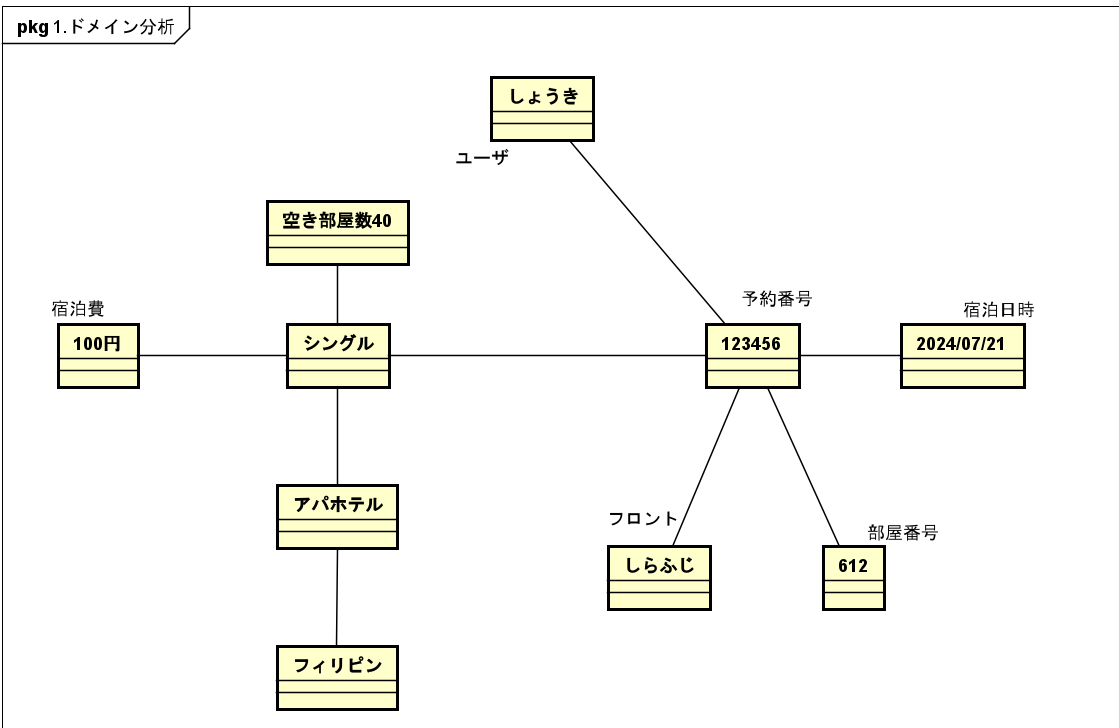 pkg 1.ドメイン分析
しょうき
ユーザ
空き部屋数40
予約番号
宿泊費
宿泊日時
100円
シングル
123456
2024/07/21
アパホテル
フロント
部屋番号
しらふじ
612
フィリピン